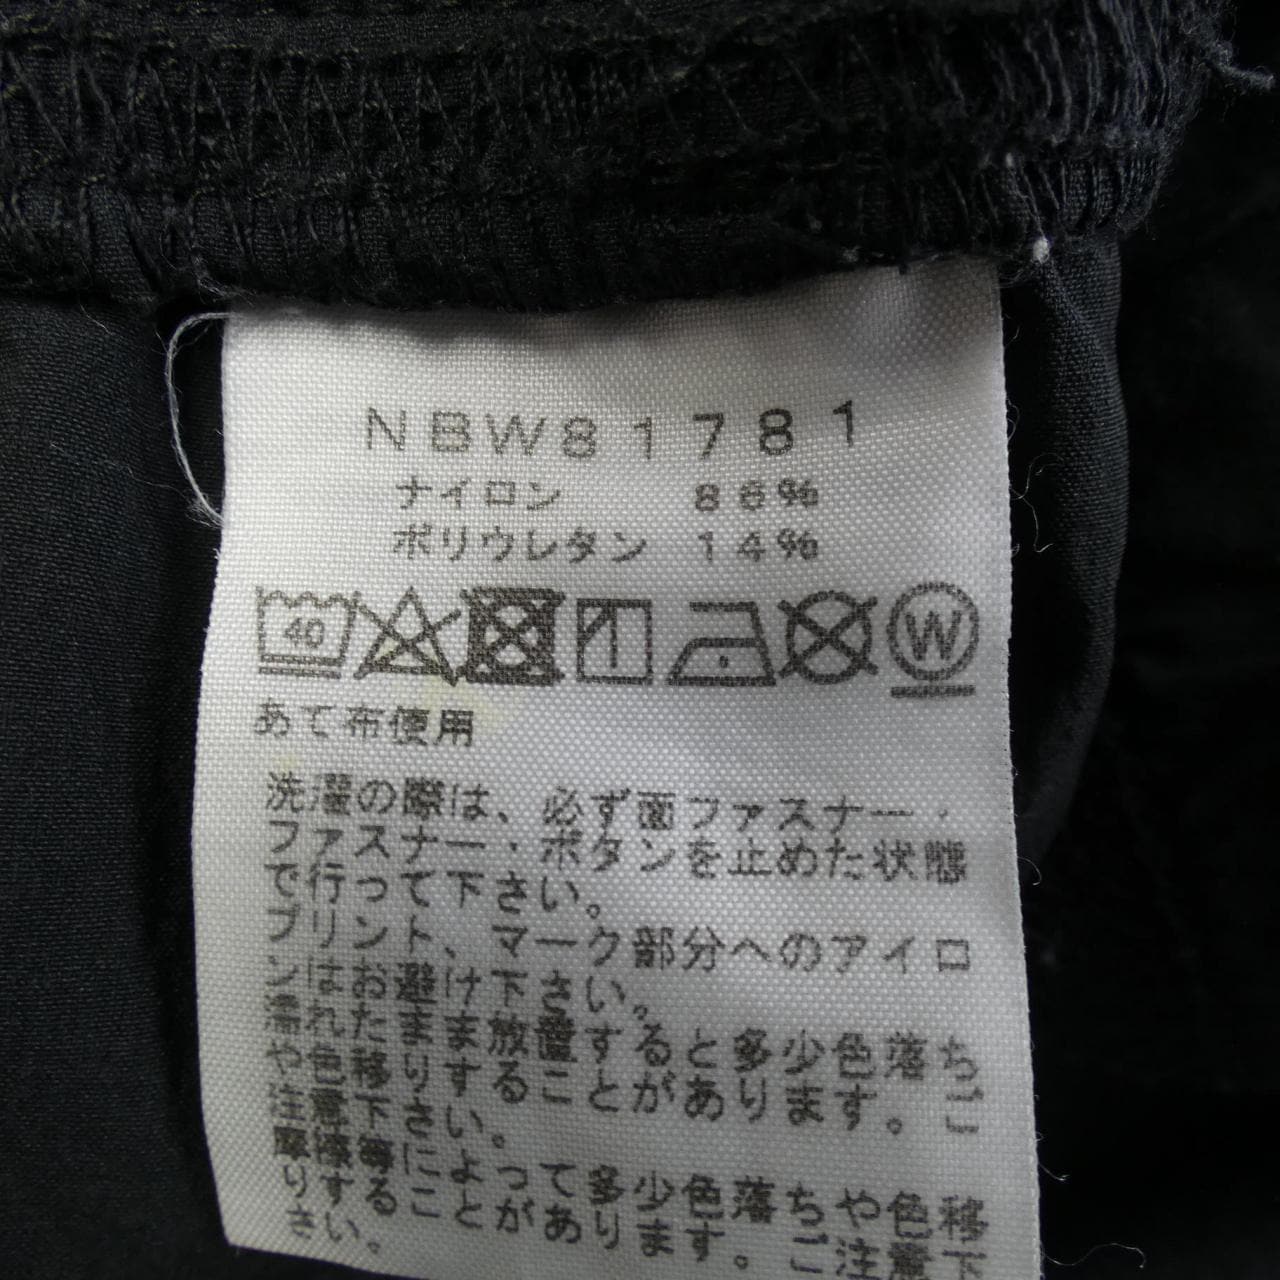 NBW81781
ナイロン 86%
ポリウレタン 14%
40
W
あて布使用
洗濯の際は、必ず面ファスナー・
ファスナー・ボタンを止めた状態
で行って下さい。
プリント、マーク部分へのアイロ
ンはお避け下さい。
濡れたまま放置すると多少色落ち
や色移りすることがあります。ご
注意下さい。
摩擦等によって多少色落ちや色移
りすることがあります。ご注意下
さい。